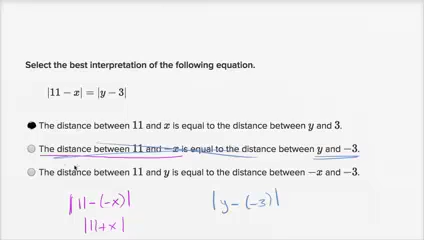 Select the best interpretation of the following equation.
|11 − x| = |y − 3|
The distance between 11 and x is equal to the distance between y and 3.
The distance between 11 and −x is equal to the distance between y and −3.
The distance between 11 and y is equal to the distance between −x and −3.
|11 − (−x)| |y − (−3)|
|11 + x|